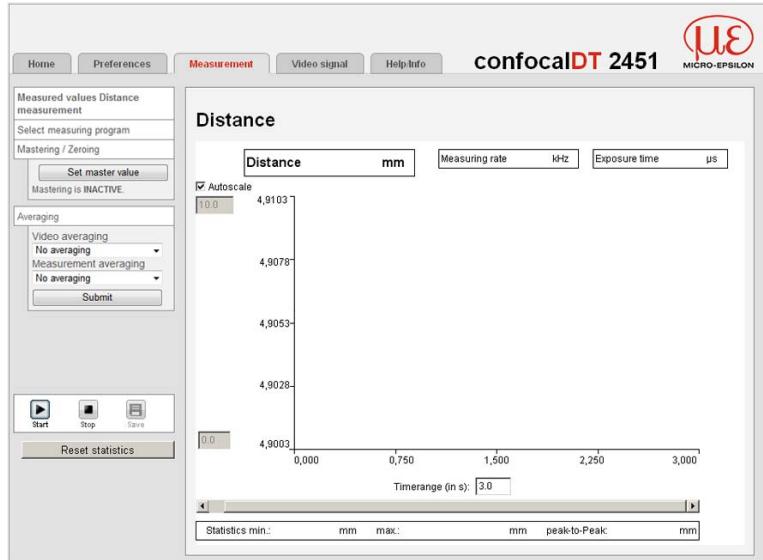 με
MICRO-EPSILON
Home Preferences Measurement Video signal Help/Info confocalDT 2451
Measured values Distance
measurement
Select measuring program
Mastering / Zeroing
Set master value
Mastering is INACTIVE.
Averaging
Video averaging
No averaging
Measurement averaging
No averaging
Submit
Start Stop Save
Reset statistics
Distance
Distance mm Measuring rate kHz Exposure time µs
Autoscale
10.0
4,9103
4,9078
4,9053
4,9028
0.0
4,9003
0,000 0,750 1,500 2,250 3,000
Timerange (in s): 3.0
Statistics min.: mm max.: mm peak-to-Peak: mm